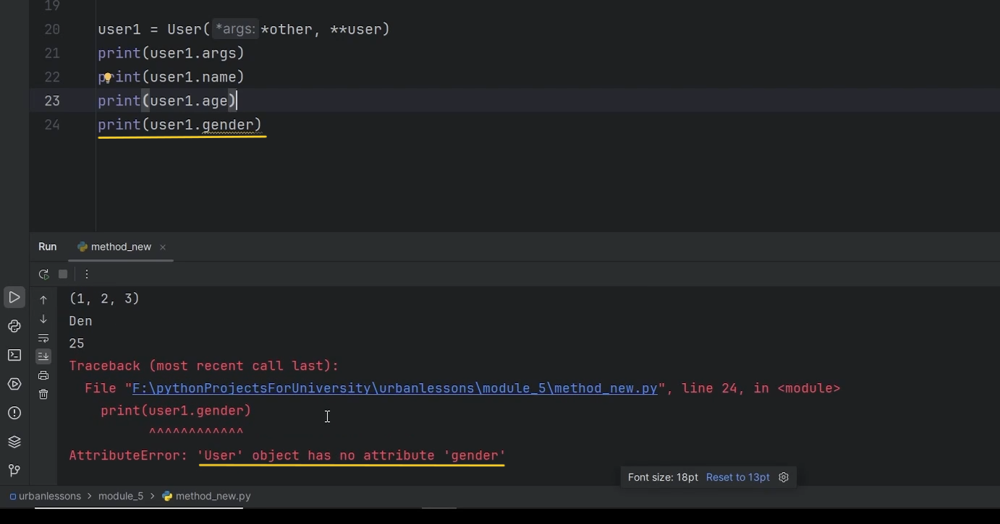 19
20 user1 = User( *args: *other, **user)
21 print(user1.args)
22 print(user1.name)
23 print(user1.age)
24 print(user1.gender)
Run method_new ×
(1, 2, 3)
Den
25
Traceback (most recent call last):
File "F:\pythonProjectsForUniversity\urbanlessons\module_5\method_new.py", line 24, in <module>
print(user1.gender)
^^^^^^^^^^^^
AttributeError: 'User' object has no attribute 'gender'
Font size: 18pt Reset to 13pt
urbanlessons > module_5 > method_new.py